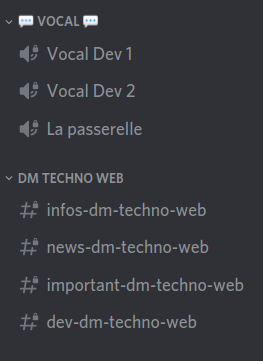 💬 VOCAL 💬
Vocal Dev 1
Vocal Dev 2
La passerelle
DM TECHNO WEB
infos-dm-techno-web
news-dm-techno-web
important-dm-techno-web
dev-dm-techno-web